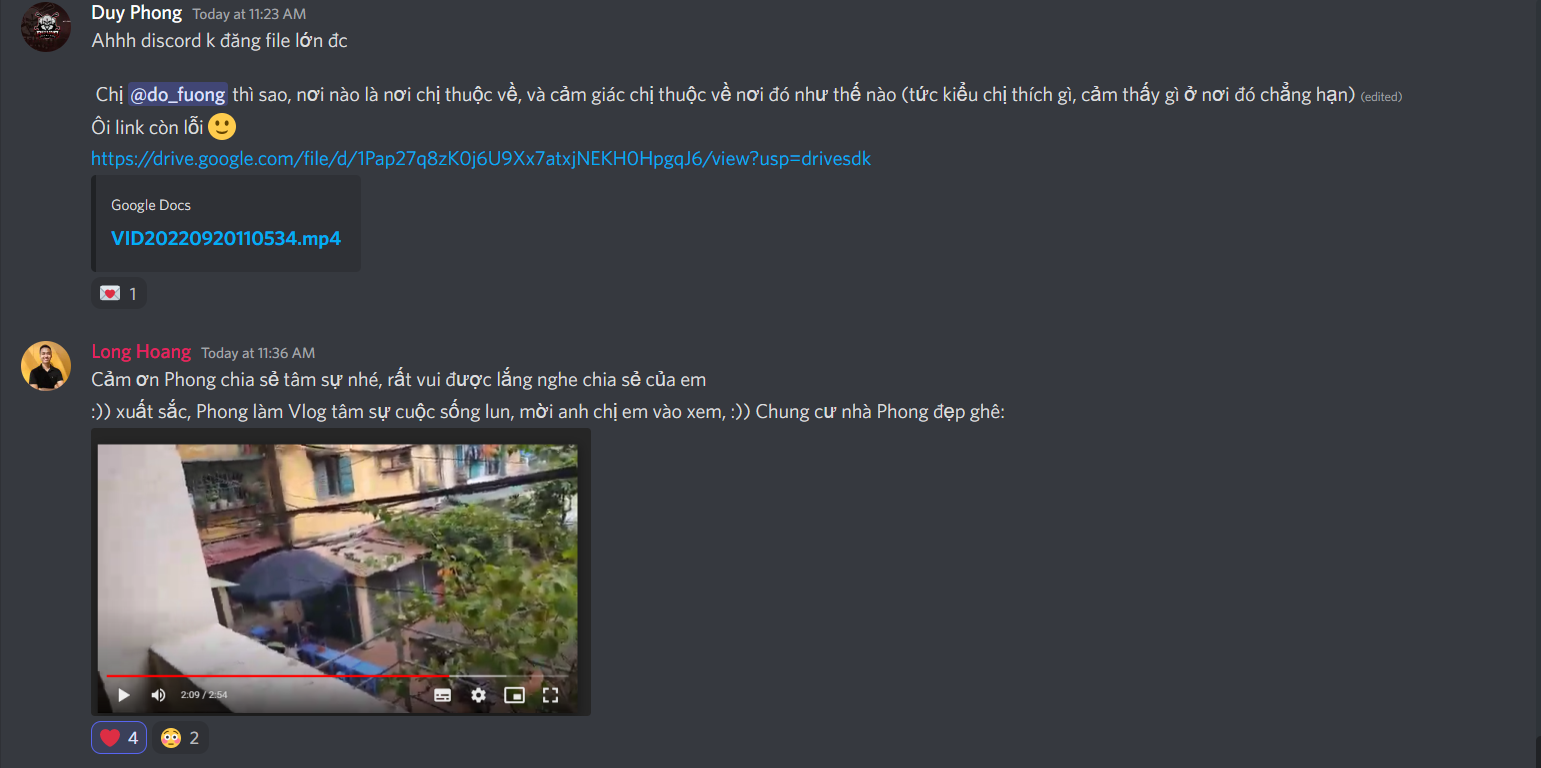 Duy Phong Today at 11:23 AM
Ahhh discord k đăng file lớn đc
Chị @do_fuong thì sao, nơi nào là nơi chị thuộc về, và cảm giác chị thuộc về nơi đó như thế nào (tức kiểu chị thích gì, cảm thấy gì ở nơi đó chẳng hạn) (edited)
Ôi link còn lỗi 🙂
https://drive.google.com/file/d/1Pap27q8zK0j6U9Xx7atxjNEKH0HpgqJ6/view?usp=drivesdk
Google Docs
VID20220920110534.mp4
💌 1
Long Hoang Today at 11:36 AM
Cảm ơn Phong chia sẻ tâm sự nhé, rất vui được lắng nghe chia sẻ của em
:)) xuất sắc, Phong làm Vlog tâm sự cuộc sống lun, mời anh chị em vào xem, :)) Chung cư nhà Phong đẹp ghê:
2:09 / 2:54
❤️ 4 😳 2